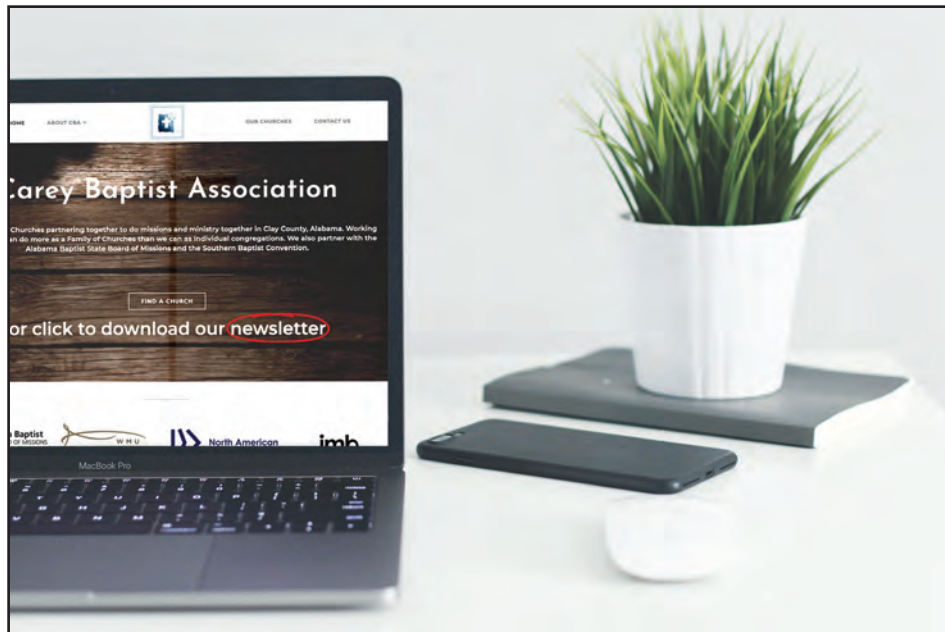 HOME ABOUT CBA OUR CHURCHES CONTACT US
Carey Baptist Association
Churches partnering together to do missions and ministry together in Clay County, Alabama. Working
do more as a Family of Churches than we can as individual congregations. We also partner with the
Alabama Baptist State Board of Missions and the Southern Baptist Convention.
FIND A CHURCH
or click to download our newsletter
Baptist
OF MISSIONS
WMU
North American
imb
MacBook Pro